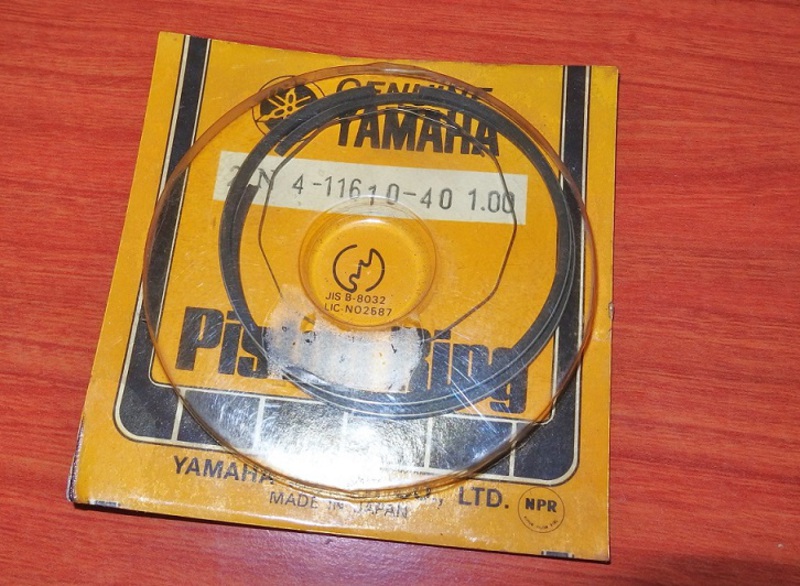 GENUINE
YAMAHA
4-11610-40 1.00
JIS B-8032
LIC-NO2587
Piston Ring
YAMAHA LTD.
MADE IN JAPAN
NPR